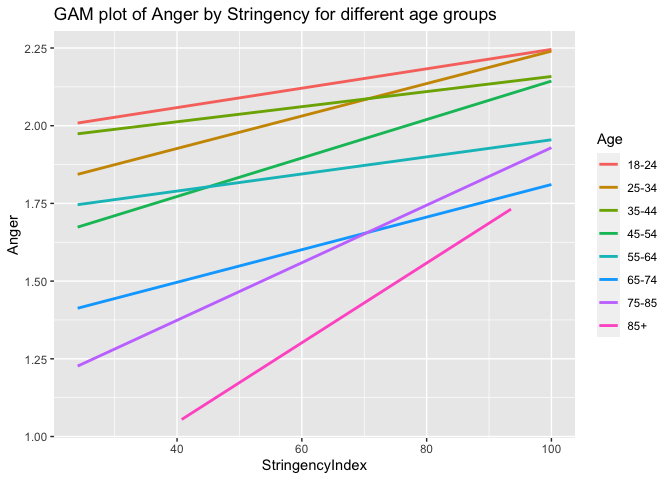 GAM plot of Anger by Stringency for different age groups
2.25
2.00
1.75
1.50
1.25
1.00
Anger
40 60 80 100
StringencyIndex
Age
18-24
25-34
35-44
45-54
55-64
65-74
75-85
85+